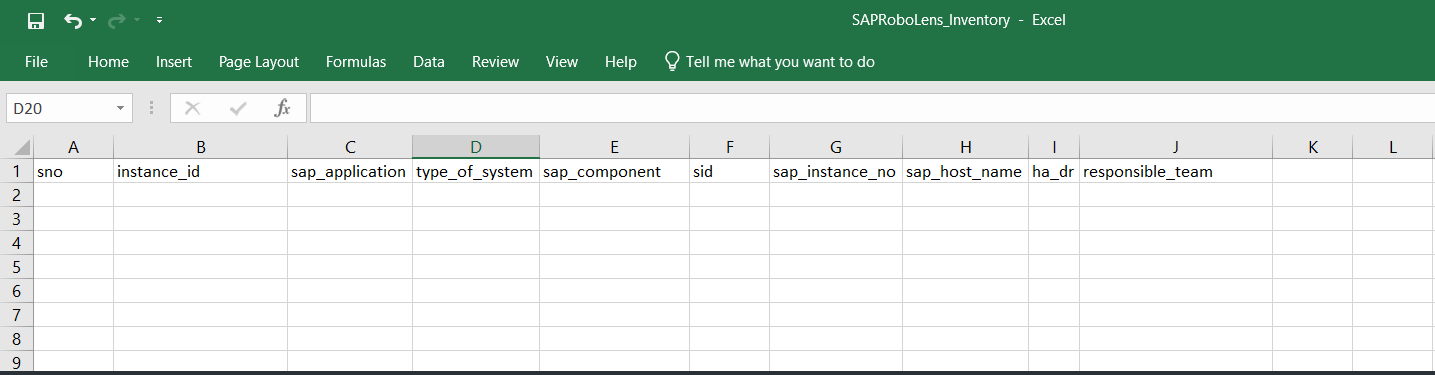 SAPRoboLens_Inventory - Excel
File Home Insert Page Layout Formulas Data Review View Help Tell me what you want to do
D20 fx
A B C D E F G H I J K L
1 sno instance_id sap_application type_of_system sap_component sid sap_instance_no sap_host_name ha_dr responsible_team
2
3
4
5
6
7
8
9